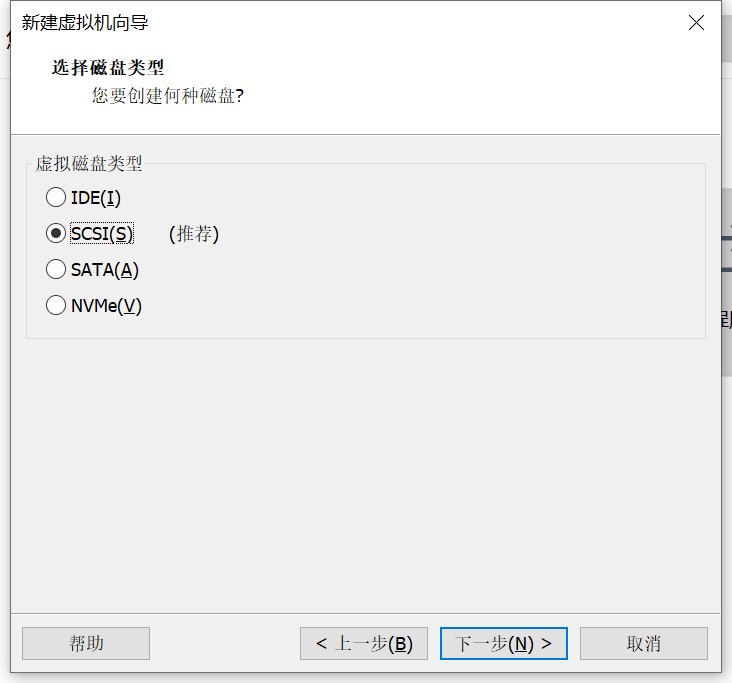 新建虚拟机向导
选择磁盘类型
您要创建何种磁盘?
虚拟磁盘类型
IDE(I)
SCSI(S) (推荐)
SATA(A)
NVMe(V)
帮助 < 上一步(B) 下一步(N) > 取消